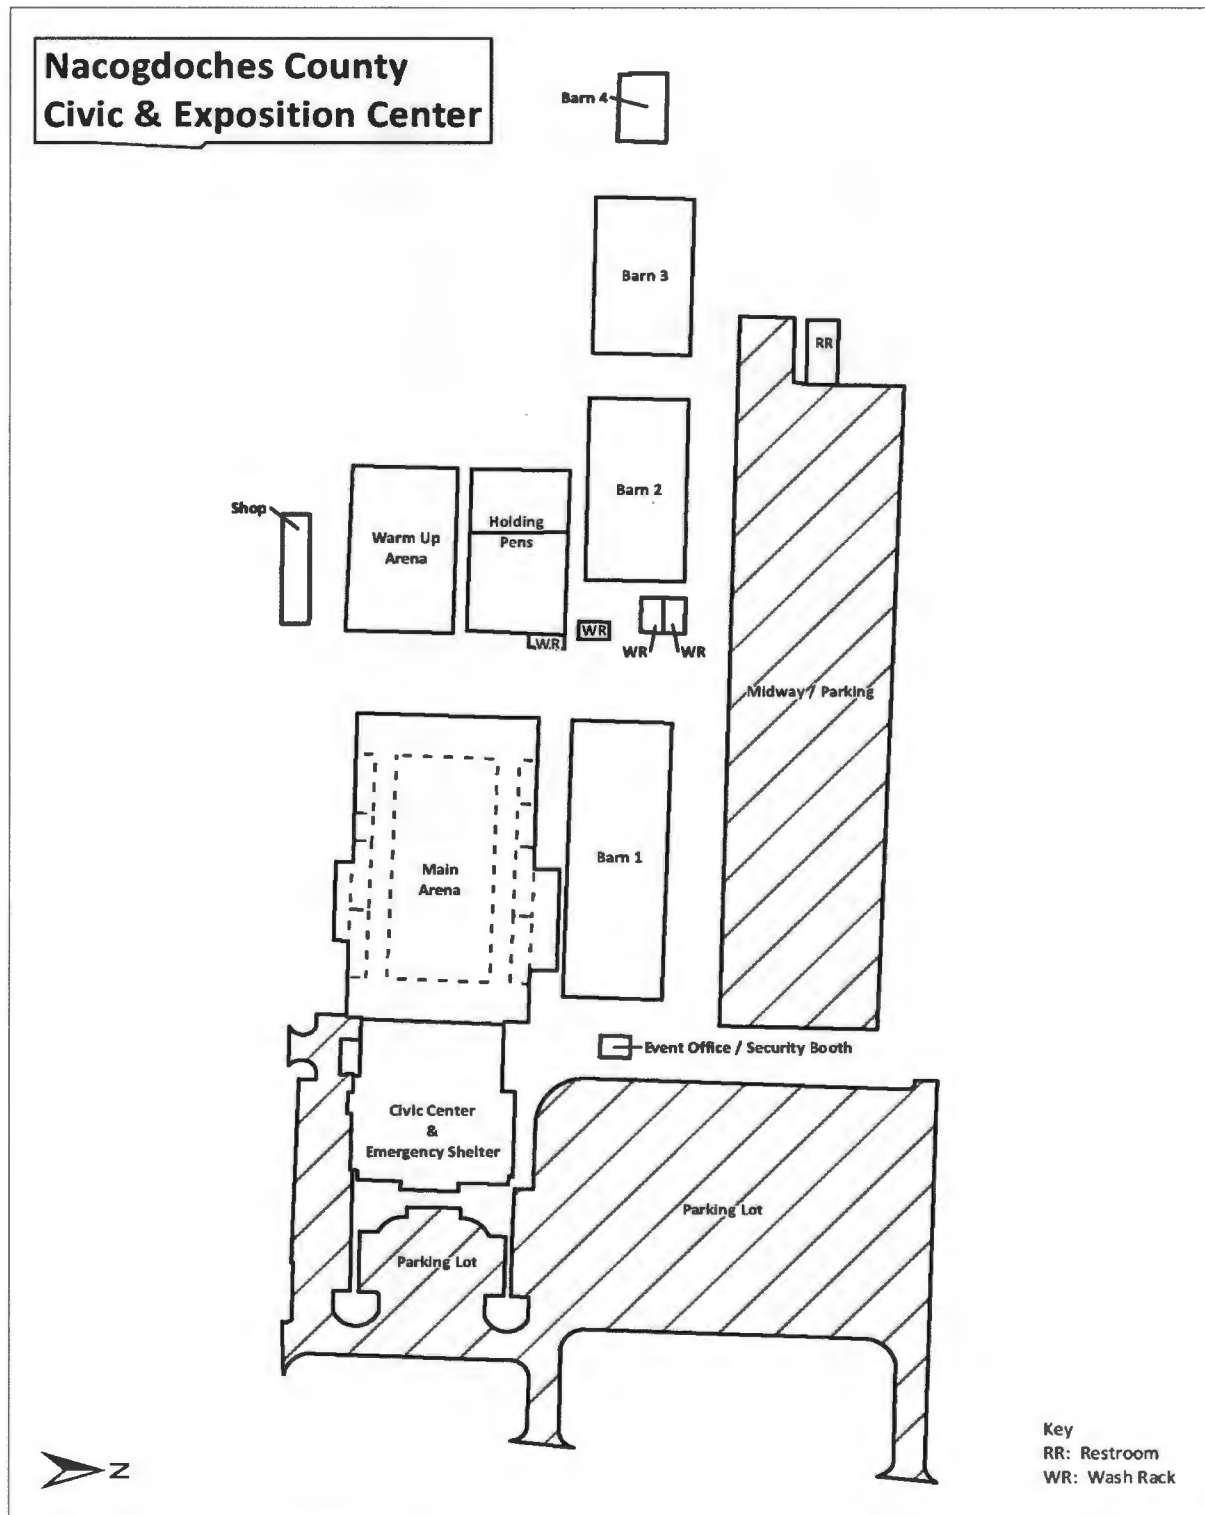 Nacogdoches County
Civic & Exposition Center
Barn 4
Barn 3
RR
Barn 2
Shop
Holding
Pens
Warm Up
Arena
WR
WR
WR
WR
Midway / Parking
Main
Arena
Barn 1
Event Office / Security Booth
Civic Center
&
Emergency Shelter
Parking Lot
Parking Lot
Key
RR: Restroom
WR: Wash Rack
N